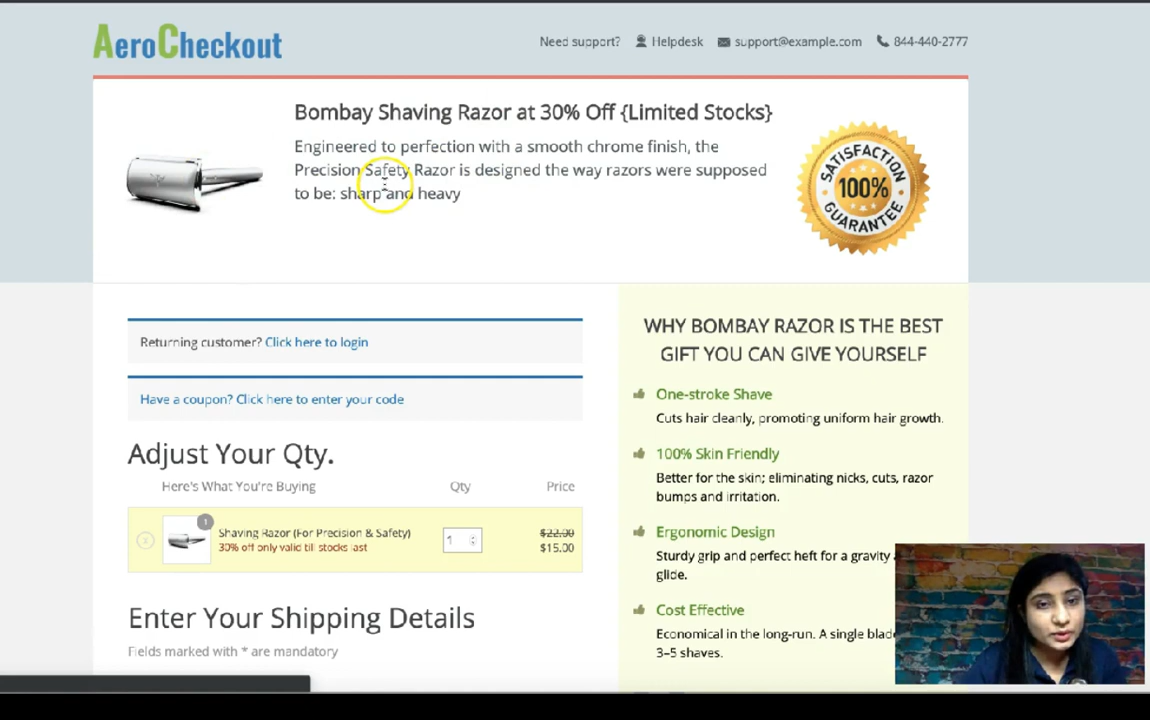 AeroCheckout
Need support? Helpdesk support@example.com 844-440-2777
Bombay Shaving Razor at 30% Off {Limited Stocks}
Engineered to perfection with a smooth chrome finish, the
Precision Safety Razor is designed the way razors were supposed
to be: sharp and heavy
SATISFACTION
100%
GUARANTEE
Returning customer? Click here to login
Have a coupon? Click here to enter your code
Adjust Your Qty.
Here's What You're Buying Qty Price
1
Shaving Razor (For Precision & Safety)
30% off only valid till stocks last
1
$22.00
$15.00
Enter Your Shipping Details
Fields marked with * are mandatory
WHY BOMBAY RAZOR IS THE BEST
GIFT YOU CAN GIVE YOURSELF
One-stroke Shave
Cuts hair cleanly, promoting uniform hair growth.
100% Skin Friendly
Better for the skin; eliminating nicks, cuts, razor
bumps and irritation.
Ergonomic Design
Sturdy grip and perfect heft for a gravity
glide.
Cost Effective
Economical in the long-run. A single blade
3–5 shaves.